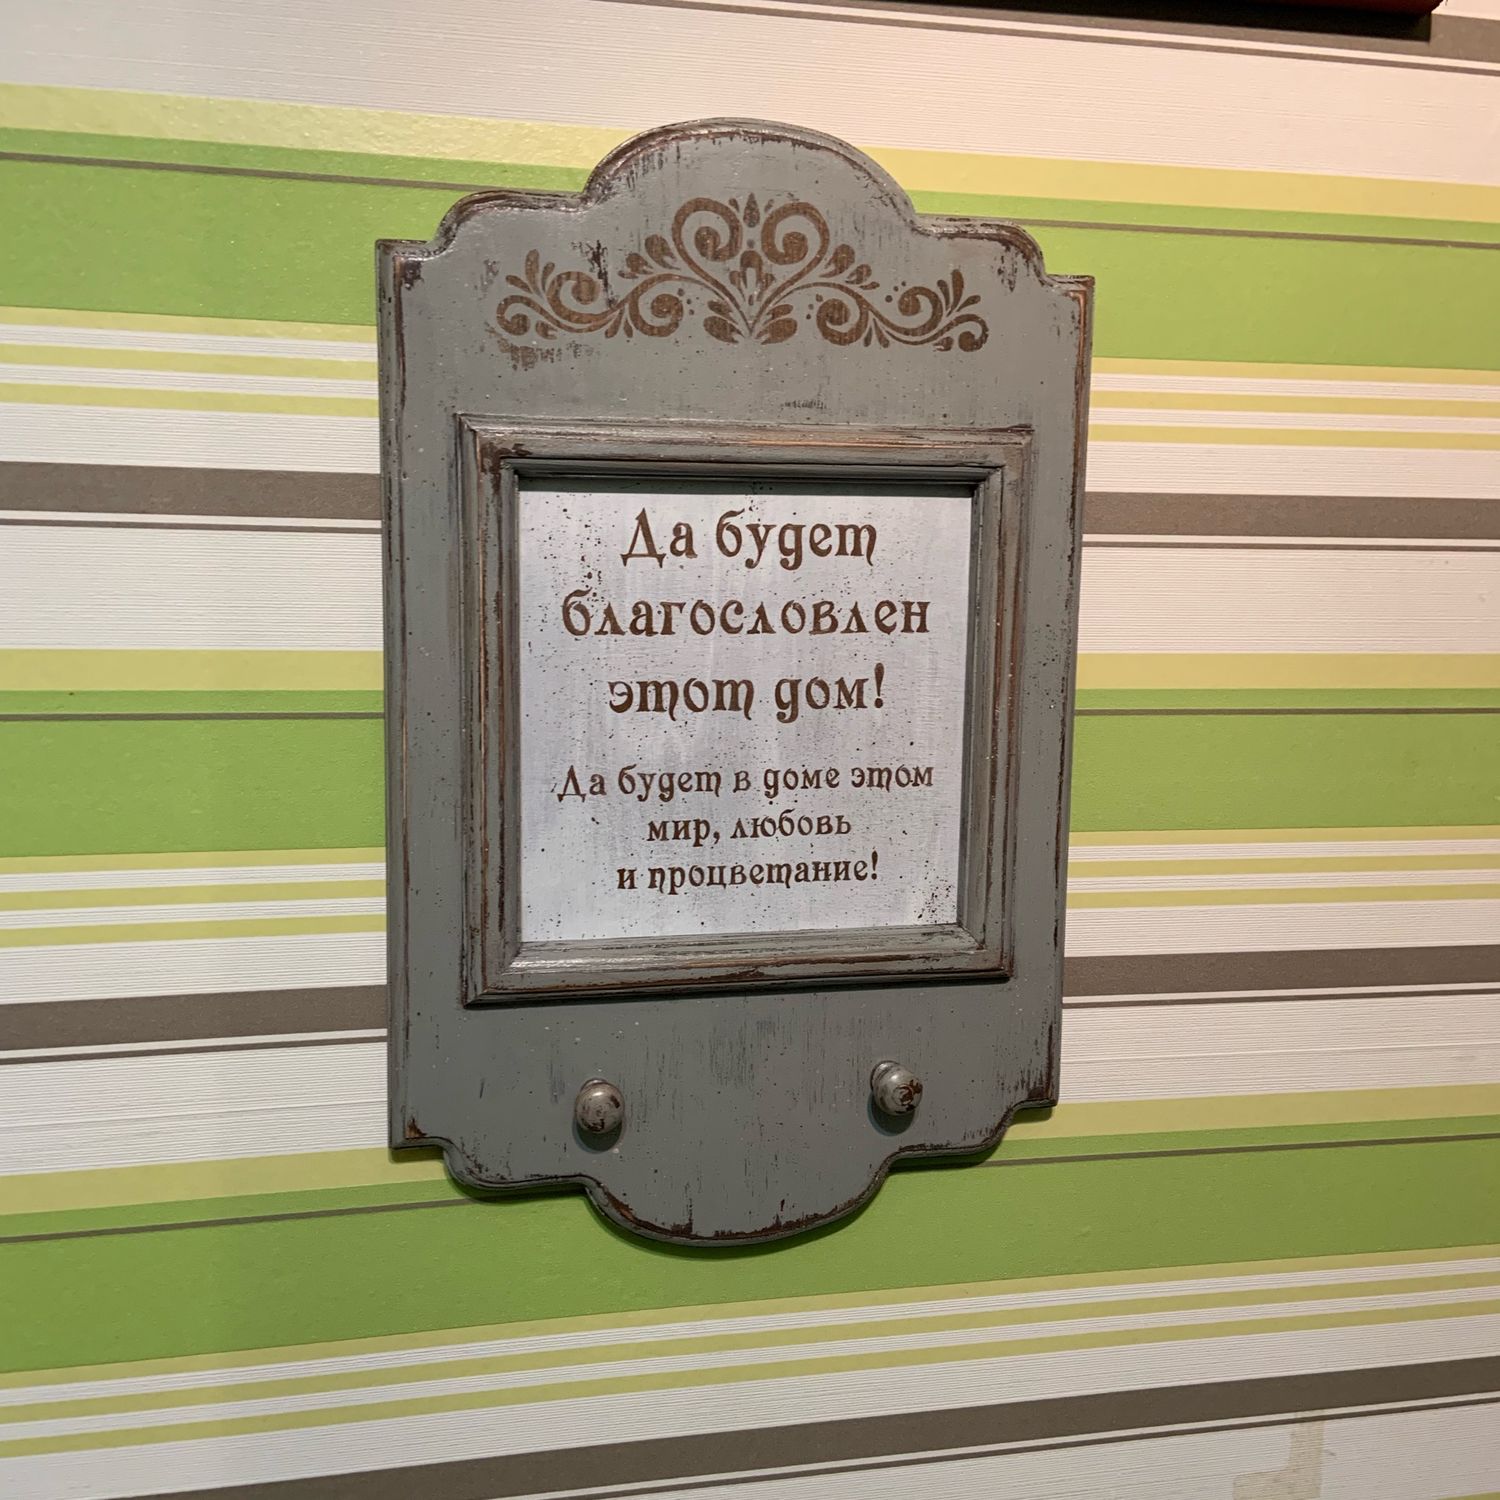 Да будет
благословлен
этот дом!
Да будет в доме этом
мир, любовь
и процветание!